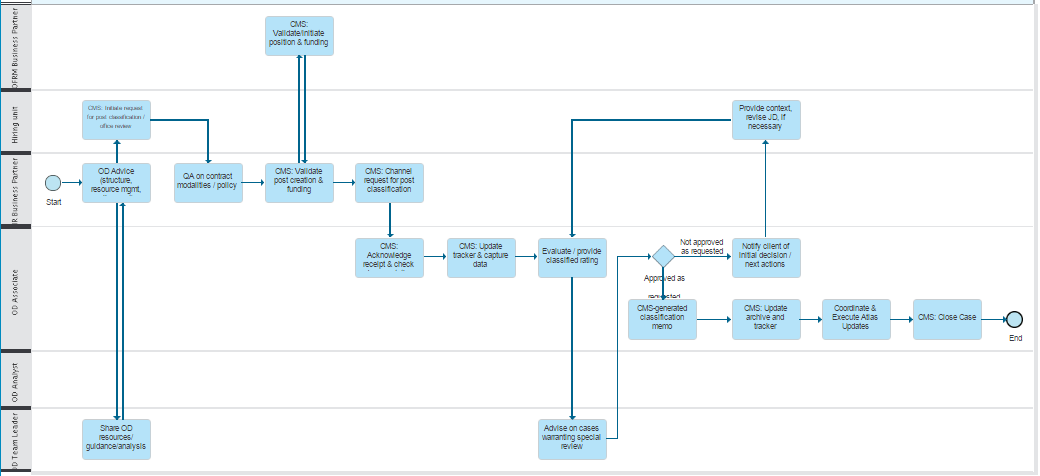 DFRM Business Partner
CMS:
Validate/initiate
position & funding
Hiring unit
CMS: Initiate request
for post classification /
office review
Provide context,
revise JD, if
necessary
R Business Partner
Start
OD Advice
(structure,
resource mgmt,
QA on contract
modalities / policy
CMS: Validate
post creation &
funding
CMS: Channel
request for post
classification
OD Associate
CMS:
Acknowledge
receipt & check
CMS: Update
tracker & capture
data
Evaluate / provide
classified rating
Not approved
as requested
Notify client of
initial decision /
next actions
Approved as
requested
CMS-generated
classification
memo
CMS: Update
archive and
tracker
Coordinate &
Execute Atlas
Updates
CMS: Close Case
End
OD Analyst
OD Team Leader
Share OD
resources/
guidance/analysis
Advise on cases
warranting special
review